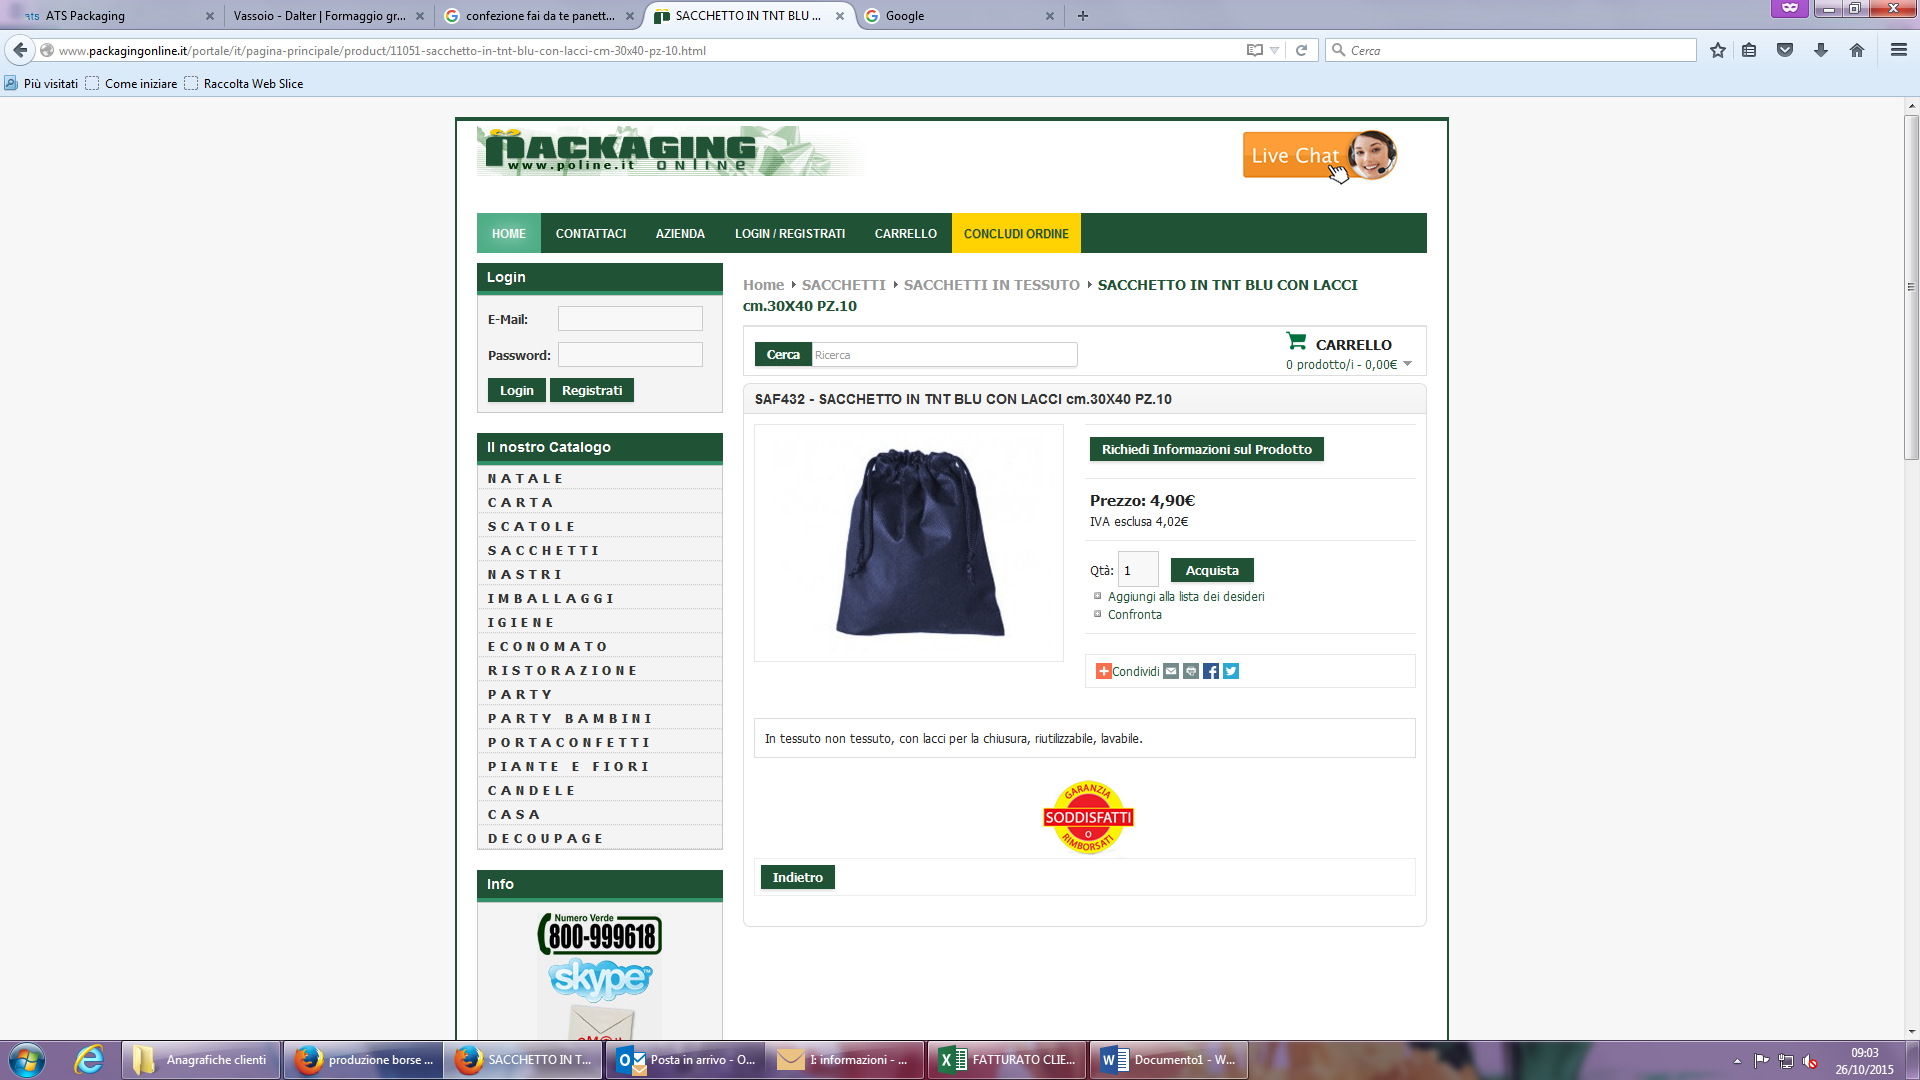 ats ATS Packaging
Vassoio - Dalter | Formaggio gr...
confezione fai da te panett...
SACCHETTO IN TNT BLU ...
Google
www.packagingonline.it/portale/it/pagina-principale/product/11051-sacchetto-in-tnt-blu-con-lacci-cm-30x40-pz-10.html
Cerca
Più visitati Come iniziare Raccolta Web Slice
PACKAGING
www.poline.it ONLINE
Live Chat
HOME CONTATTACI AZIENDA LOGIN / REGISTRATI CARRELLO CONCLUDI ORDINE
Login
E-Mail:
Password:
Login Registrati
Il nostro Catalogo
NATALE
CARTA
SCATOLE
SACCHETTI
NASTRI
IMBALLAGGI
IGIENE
ECONOMATO
RISTORAZIONE
PARTY
PARTY BAMBINI
PORTACONFETTI
PIANTE E FIORI
CANDELE
CASA
DECOUPAGE
Info
Numero Verde
800-999618
skype
Home SACCHETTI SACCHETTI IN TESSUTO SACCHETTO IN TNT BLU CON LACCI
cm.30X40 PZ.10
Cerca Ricerca
CARRELLO
0 prodotto/i - 0,00€
SAF432 - SACCHETTO IN TNT BLU CON LACCI cm.30X40 PZ.10
Richiedi Informazioni sul Prodotto
Prezzo: 4,90€
IVA esclusa 4,02€
Qtà: 1 Acquista
Aggiungi alla lista dei desideri
Confronta
Condividi
In tessuto non tessuto, con lacci per la chiusura, riutilizzabile, lavabile.
GARANZIA
SODDISFATTI
o
RIMBORSATI
Indietro
Anagrafiche clienti
produzione borse ...
SACCHETTO IN T...
Posta in arrivo - O...
I: informazioni - ...
FATTURATO CLIE...
Documento1 - W...
09:03
26/10/2015